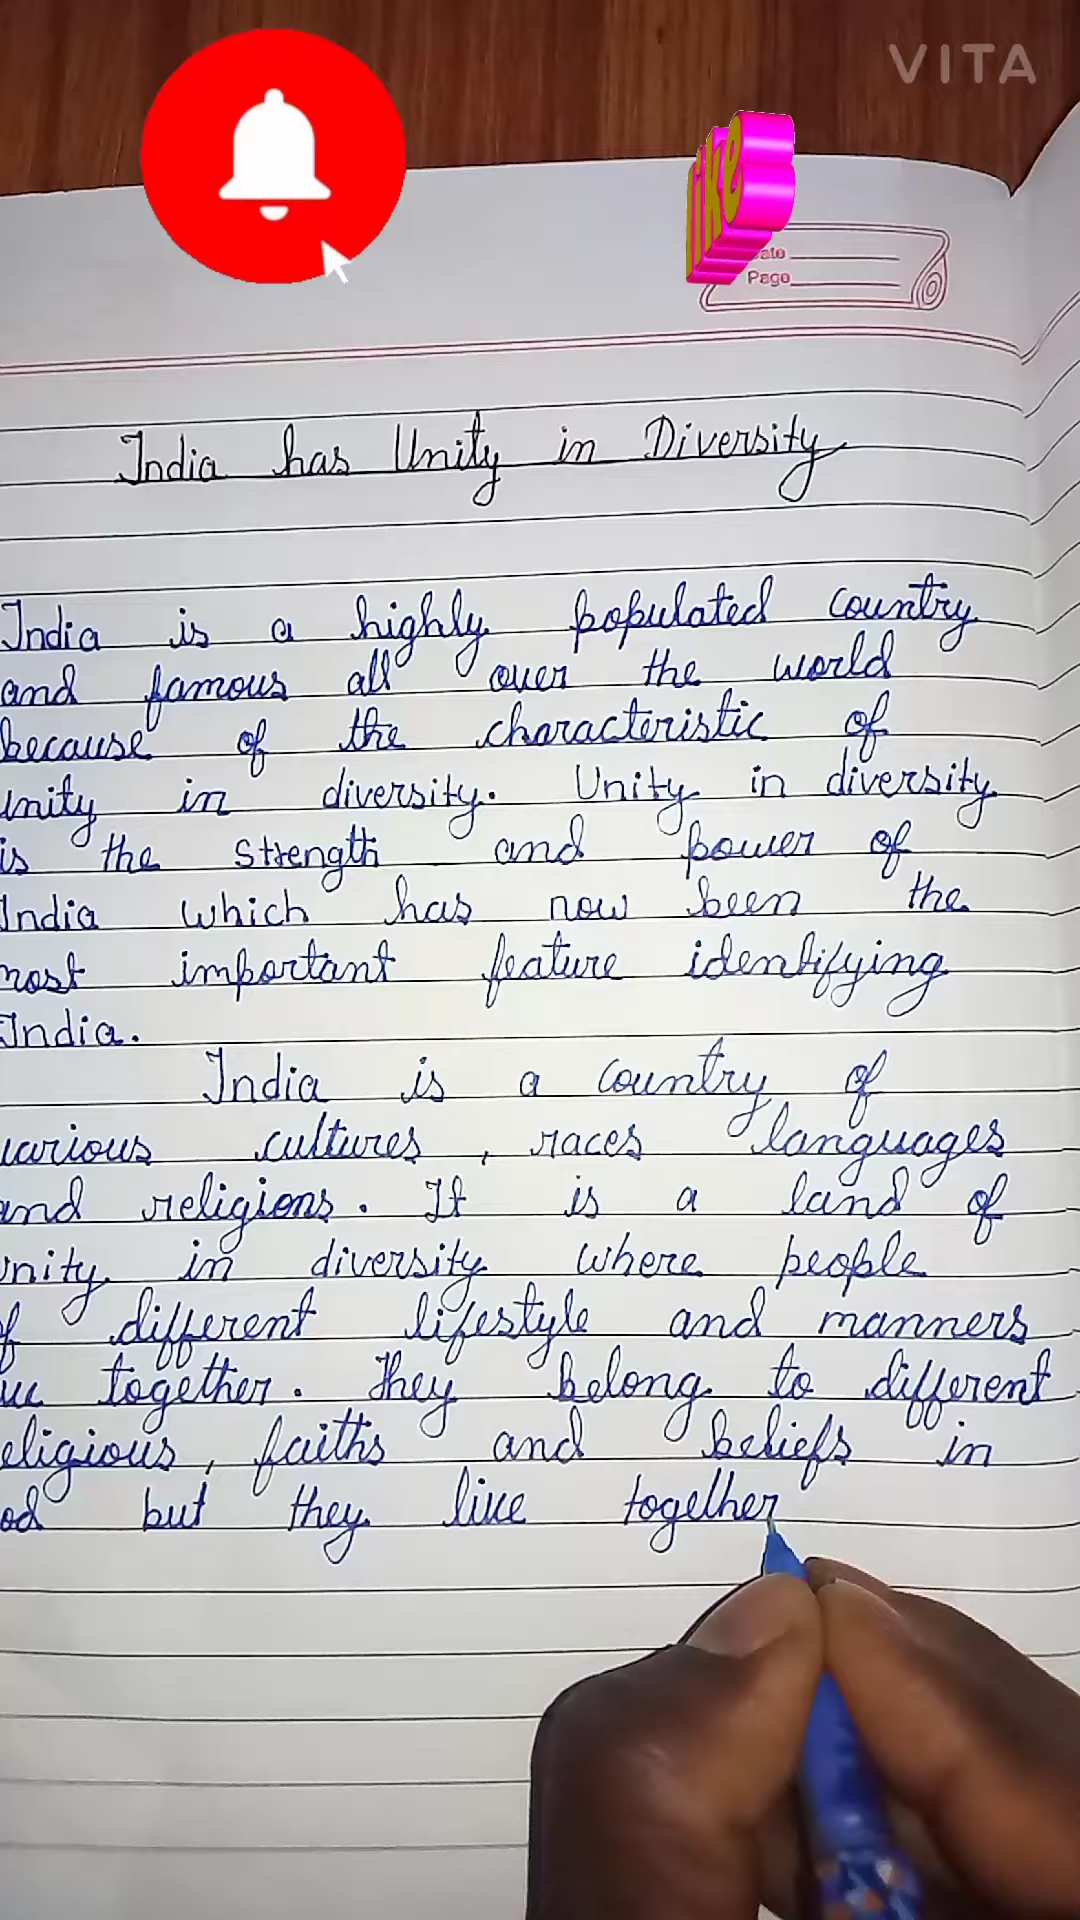 VITA
like
ate
Page
India has Unity in Diversity
India is a highly populated country
and famous all over the world
because of the characteristic of
unity in diversity. Unity in diversity
is the strength and power of
India which has now been the
most important feature identifying
India.
India is a country of
various cultures, races languages
and religions. It is a land of
unity in diversity where people
of different lifestyle and manners
together. They belong to different
eligious, faiths and beliefs in
od but they live together